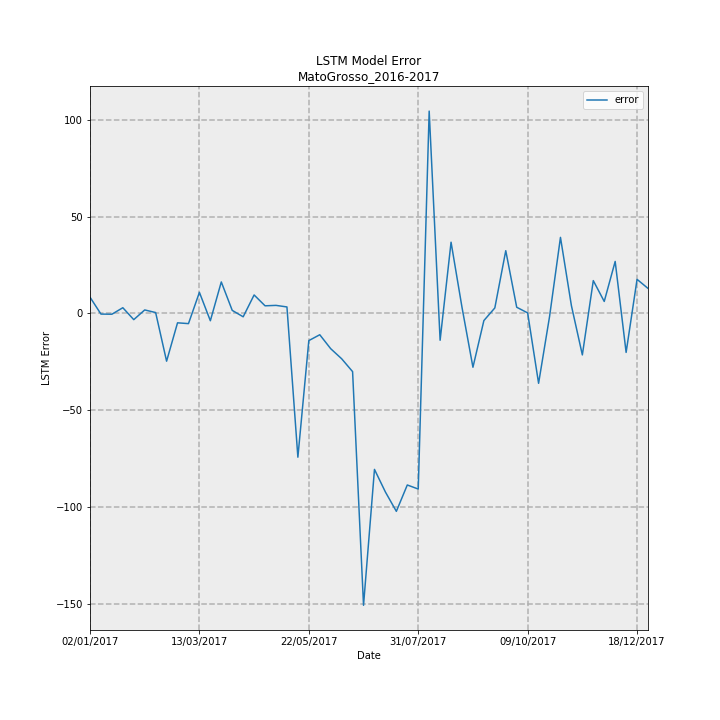 LSTM Model Error
MatoGrosso_2016-2017
error
100
50
0
−50
−100
−150
LSTM Error
02/01/2017
13/03/2017
22/05/2017
31/07/2017
09/10/2017
18/12/2017
Date